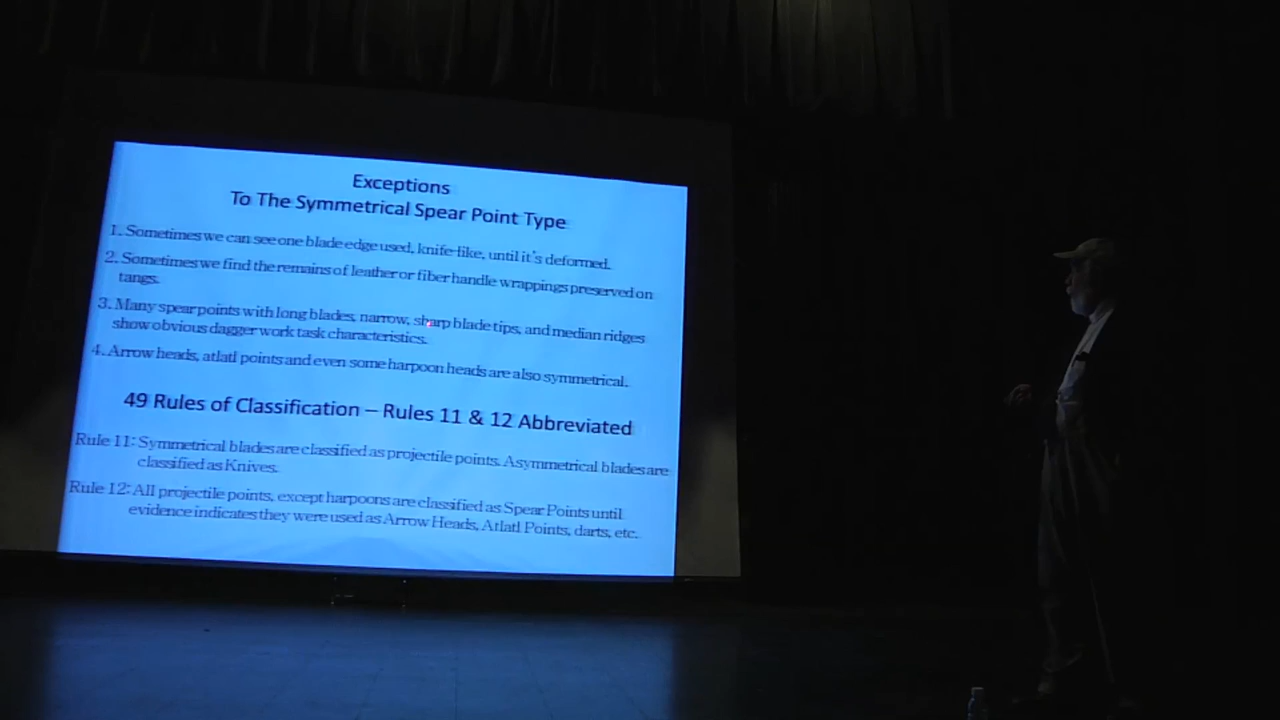 Exceptions
To The Symmetrical Spear Point Type
1. Sometimes we can see one blade edge used, knife-like, until it's deformed.
2. Sometimes we find the remains of leather or fiber handle wrappings preserved on
tangs.
3. Many spear points with long blades, narrow, sharp blade tips, and median ridges
show obvious dagger work task characteristics.
4. Arrow heads, atlatl points and even some harpoon heads are also symmetrical.
49 Rules of Classification – Rules 11 & 12 Abbreviated
Rule 11: Symmetrical blades are classified as projectile points. Asymmetrical blades are
classified as Knives.
Rule 12: All projectile points, except harpoons are classified as Spear Points until
evidence indicates they were used as Arrow Heads, Atlatl Points, darts, etc.